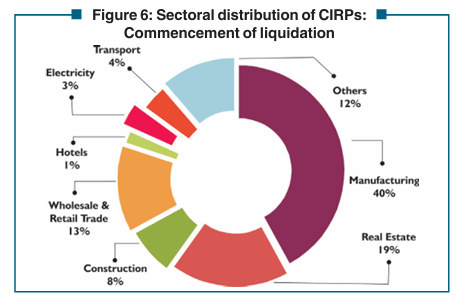 Figure 6: Sectoral distribution of CIRPs:
Commencement of liquidation
Transport
4%
Electricity
3%
Others
12%
Hotels
1%
Manufacturing
40%
Wholesale &
Retail Trade
13%
Real Estate
19%
Construction
8%